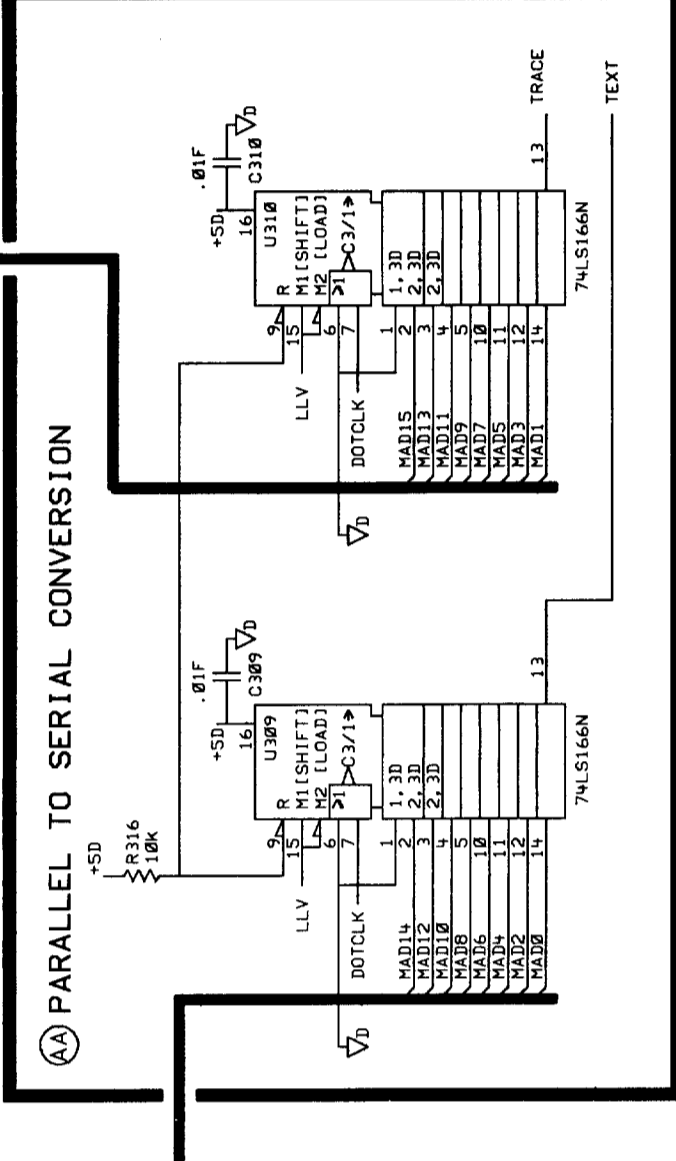 AA PARALLEL TO SERIAL CONVERSION
+5D
R316
10k
+5D
.01F
C309
D
16
U309
9
R
15
M1[SHIFT]
M2 [LOAD]
LLV
6
≥1
C3/1→
7
DOTCLK
D
1
1,3D
MAD14
2
2,3D
MAD12
3
2,3D
MAD10
4
MAD8
5
MAD6
10
MAD4
11
MAD2
12
MAD0
14
13
74LS166N
TEXT
+5D
.01F
C310
D
16
U310
9
R
15
M1[SHIFT]
M2 [LOAD]
LLV
6
≥1
C3/1→
7
DOTCLK
D
1
1,3D
MAD15
2
2,3D
MAD13
3
2,3D
MAD11
4
MAD9
5
MAD7
10
MAD5
11
MAD3
12
MAD1
14
13
TRACE
74LS166N